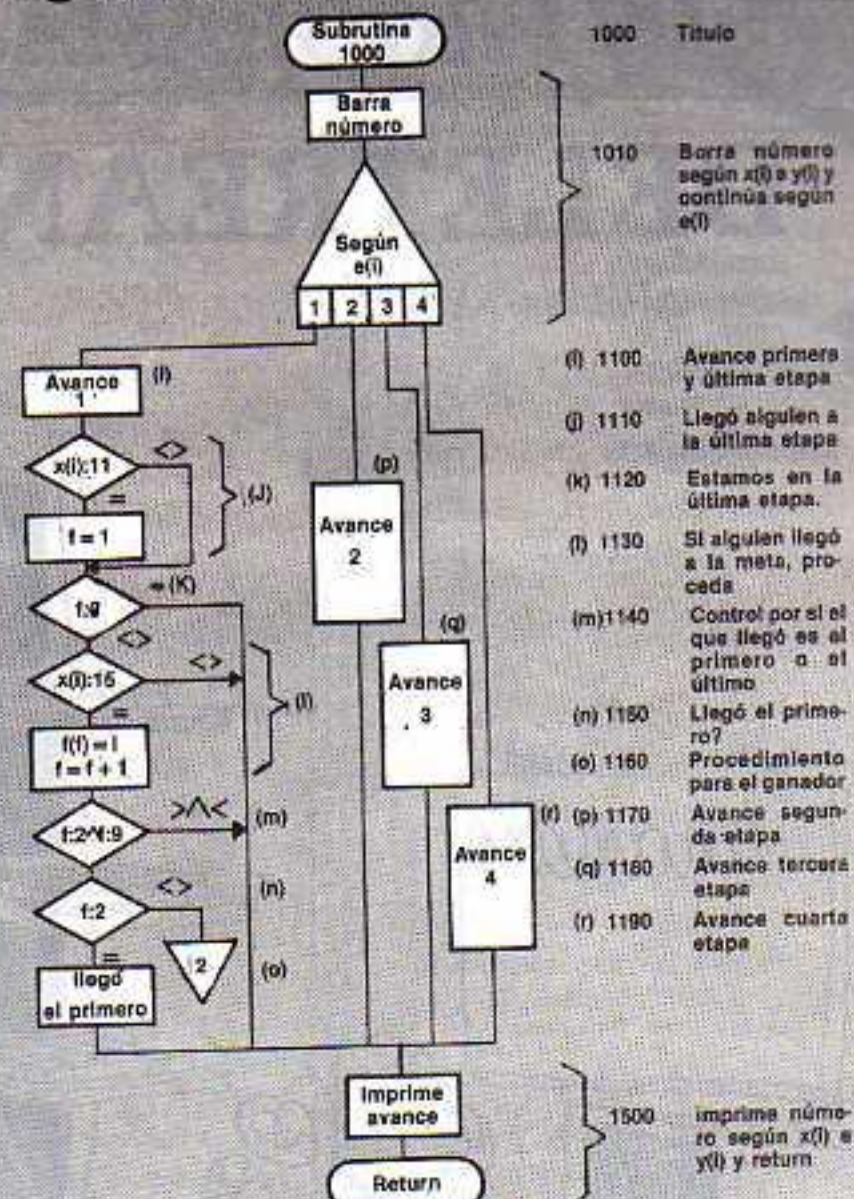 Subrutina
1000
Barra
número
Según
e(i)
1 2 3 4
Avance
1
(i)
x(i):11
<>
=
(J)
f = 1
= (K)
<>
x(i):15
<>
=
(l)
f(f) = i
f = f + 1
>/\<
(m)
f:2
<>
(n)
=
2
(o)
llegó
el primero
(p)
Avance
2
(q)
Avance
3
(r)
Avance
4
Imprime
avance
Return
1000 Titulo
1010 Borra número
según x(i) e y(i) y
continúa según
e(i)
(i) 1100 Avance primera
y última etapa
(j) 1110 Llegó alguien a
la última etapa
(k) 1120 Estamos en la
última etapa.
(l) 1130 Si alguien llegó
a la meta, pro-
ceda
(m) 1140 Control por si el
que llegó es el
primero o el
último
(n) 1150 Llegó el prime-
ro?
(o) 1160 Procedimiento
para el ganador
(p) 1170 Avance segun-
da etapa
(q) 1180 Avance tercera
etapa
(r) 1190 Avance cuarta
etapa
1500 imprime núme-
ro según x(i) e
y(i) y return